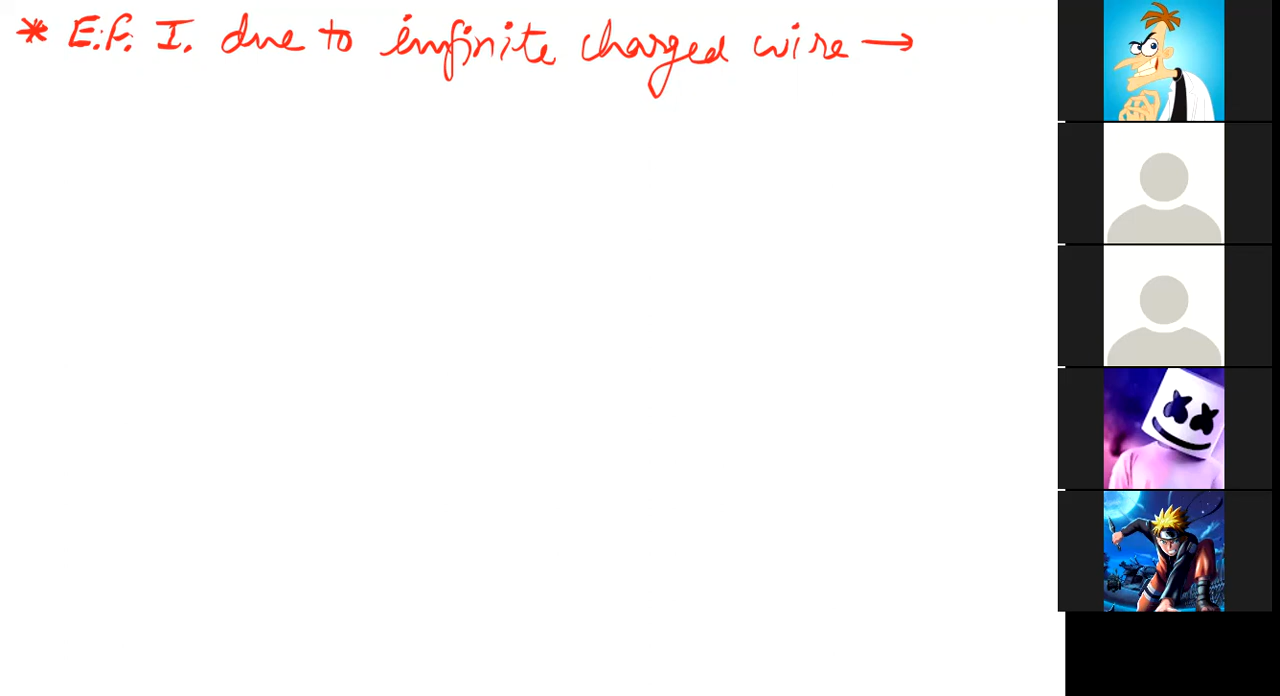 * E.F. I. due to infinite charged wire →